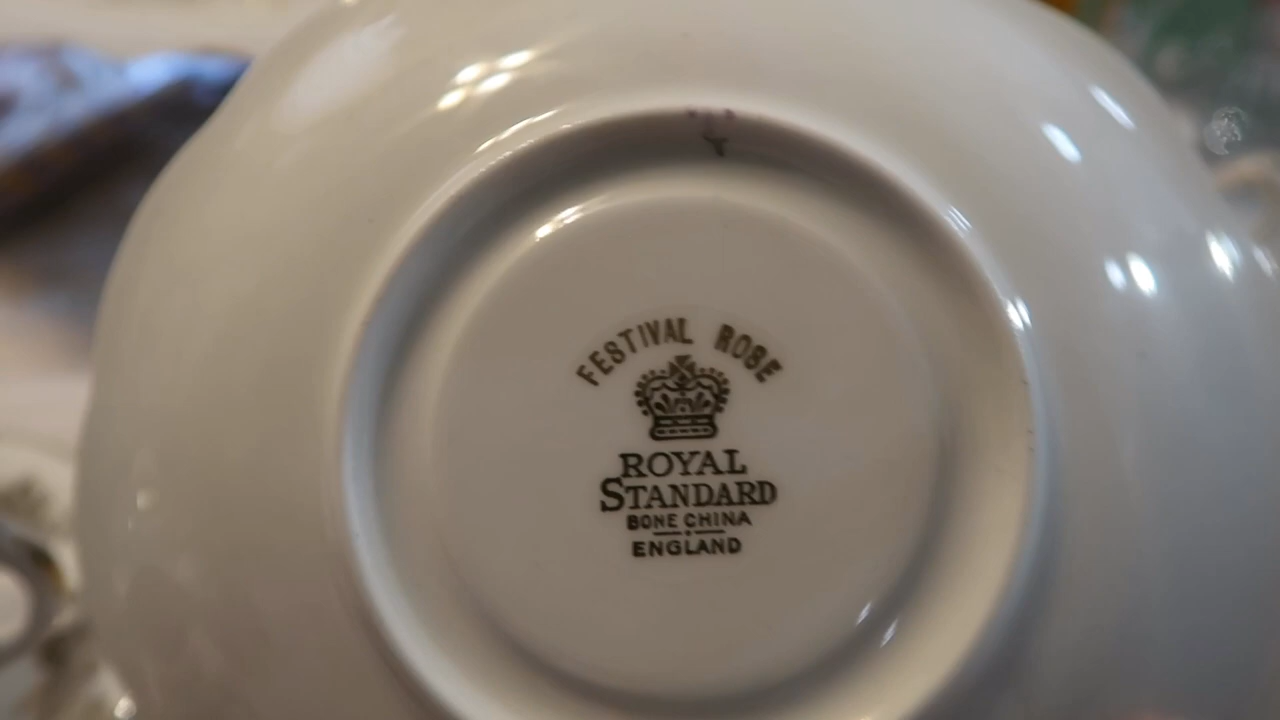 FESTIVAL ROSE
ROYAL
STANDARD
BONE CHINA
ENGLAND